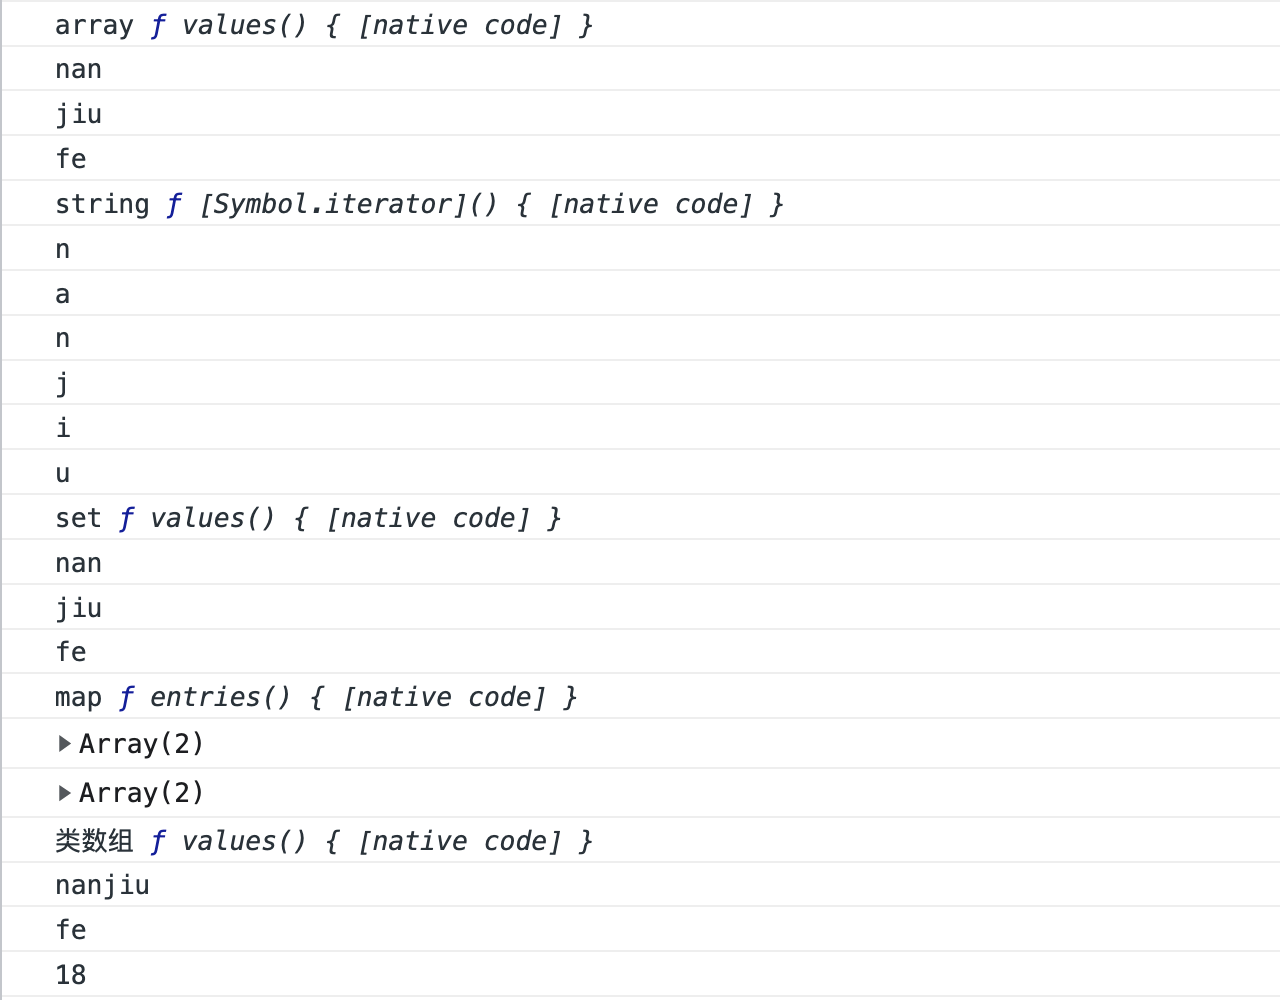 array ƒ values() { [native code] }
nan
jiu
fe
string ƒ [Symbol.iterator]() { [native code] }
n
a
n
j
i
u
set ƒ values() { [native code] }
nan
jiu
fe
map ƒ entries() { [native code] }
Array(2)
Array(2)
类数组 ƒ values() { [native code] }
nanjiu
fe
18